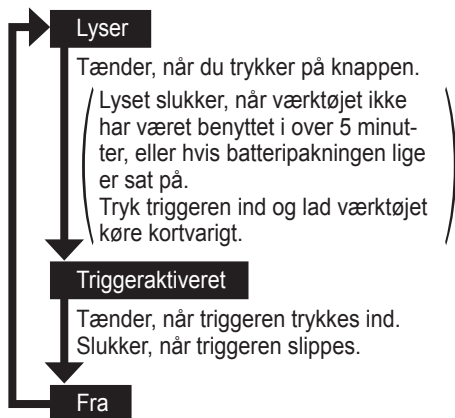 Lyser
Tænder, når du trykker på knappen.
Lyset slukker, når værktøjet ikke
har været benyttet i over 5 minut-
ter, eller hvis batteripakningen lige
er sat på.
Tryk triggeren ind og lad værktøjet
køre kortvarigt.
Triggeraktiveret
Tænder, når triggeren trykkes ind.
Slukker, når triggeren slippes.
Fra